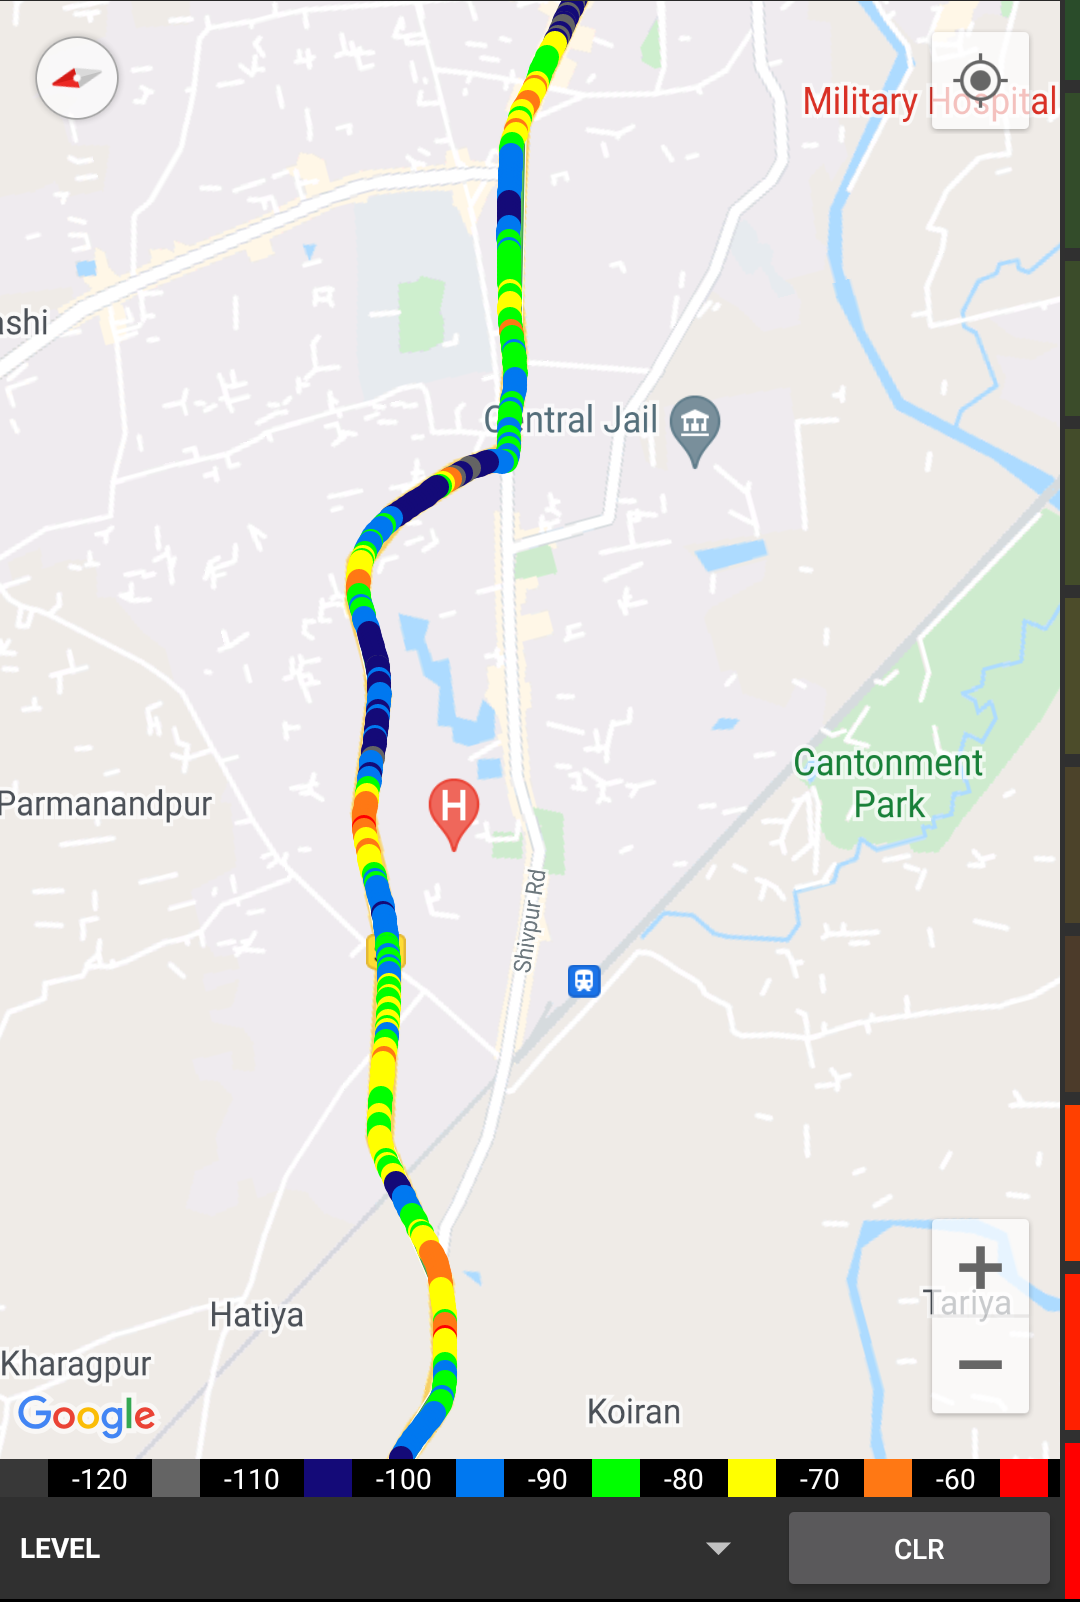 Military Hospital
ashi
Central Jail
Cantonment
Park
Parmanandpur
H
Shivpur Rd
Hatiya
Tariya
Kharagpur
Google
Koiran
-120 -110 -100 -90 -80 -70 -60
LEVEL
CLR